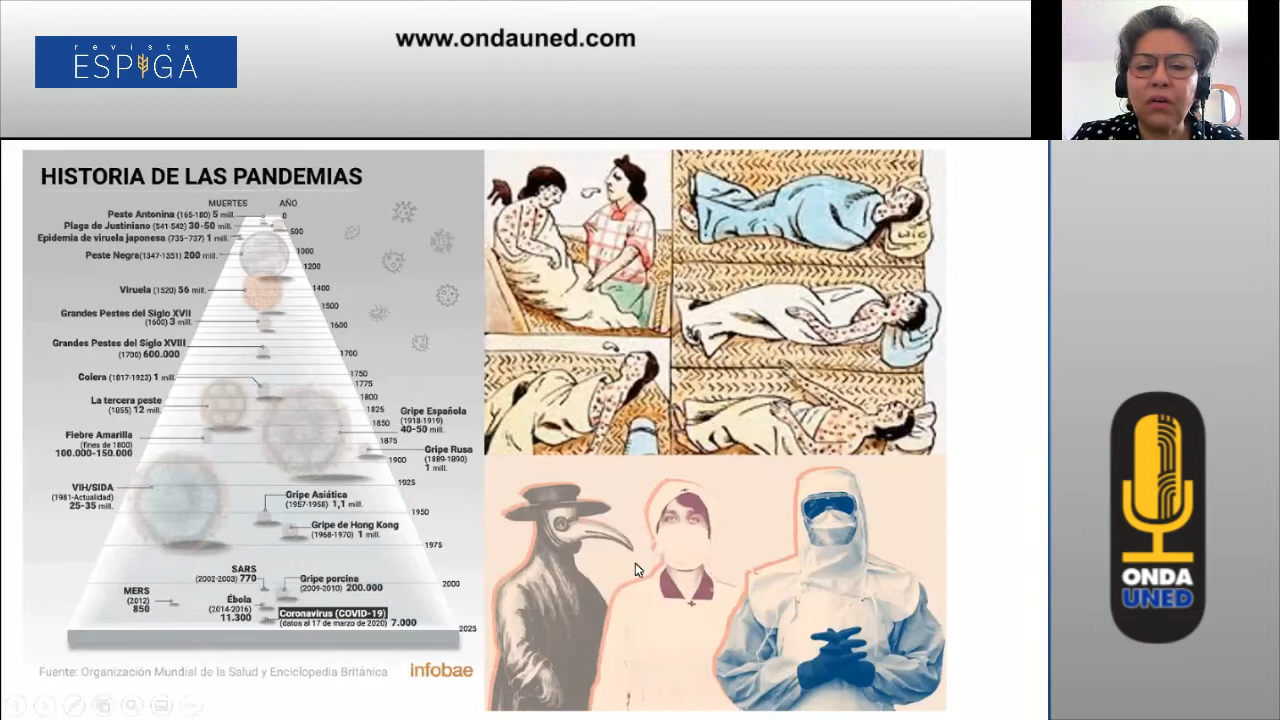 revista
ESPIGA
www.ondauned.com
HISTORIA DE LAS PANDEMIAS
MUERTES AÑO
Peste Antonina (165-180) 5 mill.
0
Plaga de Justiniano (541-542) 30-50 mill.
500
Epidemia de viruela japonesa (735-737) 1 mill.
Peste Negra(1347-1351) 200 mill.
1000
1200
Viruela (1520) 56 mill.
1400
1500
Grandes Pestes del Siglo XVII
(1600) 3 mill.
1600
Grandes Pestes del Siglo XVIII
(1700) 600.000
1700
Colera (1817-1923) 1 mill.
1750
1775
La tercera peste
(1855) 12 mill.
1800
1825
Gripe Española
(1918-1919)
40-50 mill.
1850
1875
Fiebre Amarilla
(fines de 1800)
100.000-150.000
Gripe Rusa
(1889-1890)
1 mill.
1900
1925
VIH/SIDA
(1981-Actualidad)
25-35 mill.
Gripe Asiática
(1957-1958) 1,1 mill.
1950
Gripe de Hong Kong
(1968-1970) 1 mill.
1975
SARS
(2002-2003) 770
Gripe porcina
(2009-2010) 200.000
2000
MERS
(2012)
850
Ébola
(2014-2016)
11.300
Coronavirus (COVID-19)
(datos al 17 de marzo de 2020) 7.000
2025
Fuente: Organización Mundial de la Salud y Enciclopedia Británica
infobae
ONDA
UNED